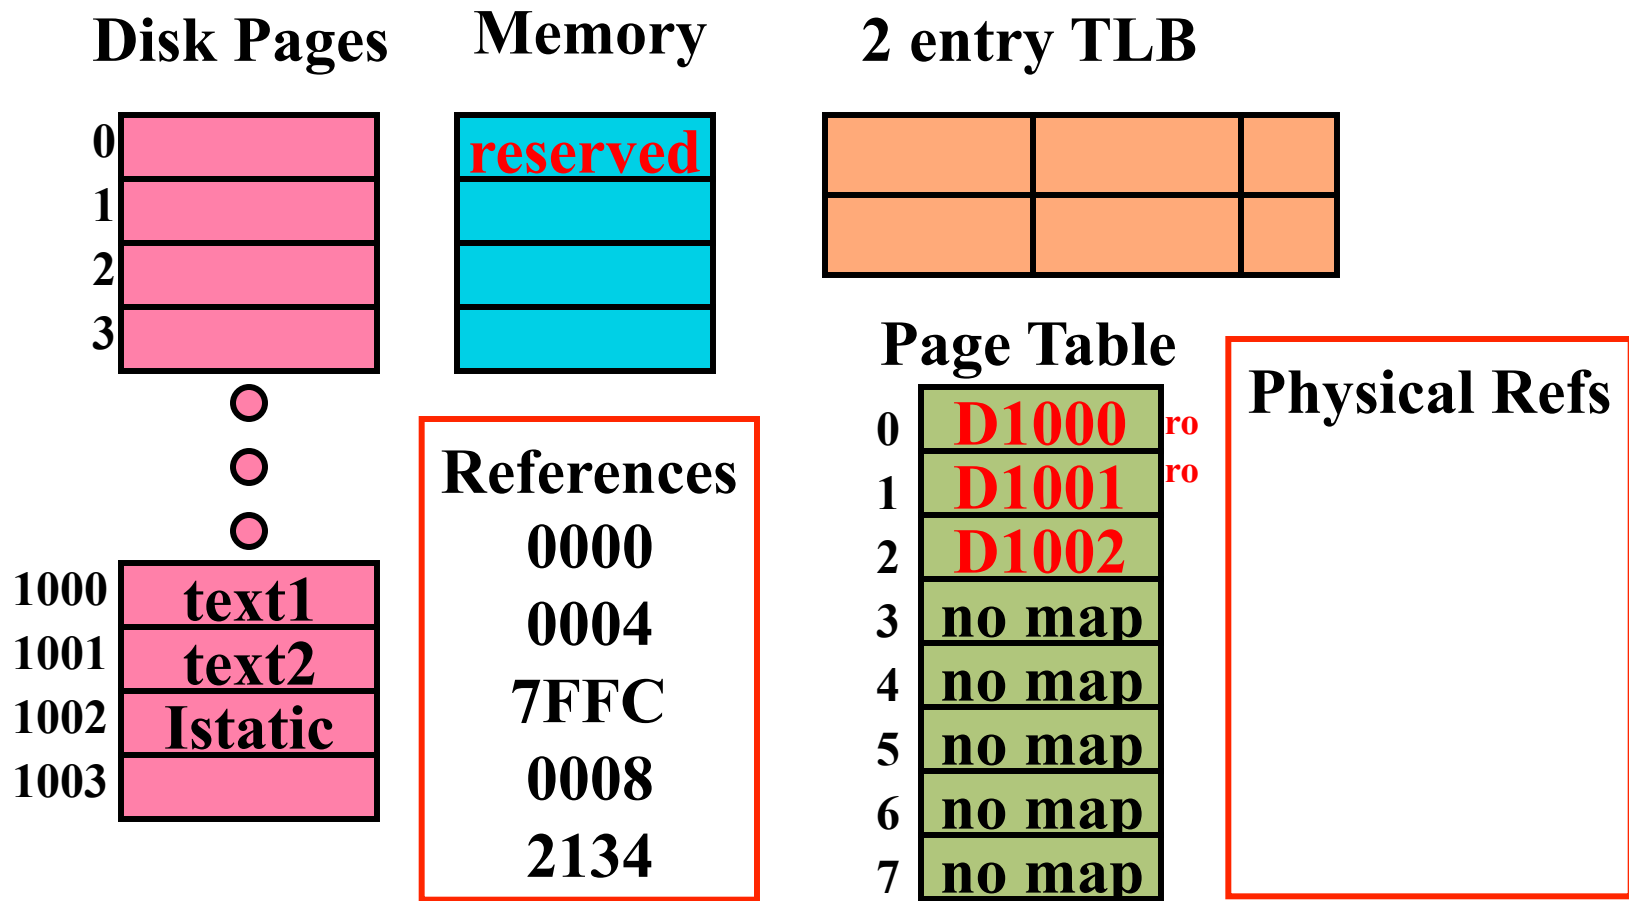 Disk Pages
0
1
2
3
1000 text1
1001 text2
1002 Istatic
1003
Memory
reserved
References
0000
0004
7FFC
0008
2134
2 entry TLB
Page Table
0 D1000 ro
1 D1001 ro
2 D1002
3 no map
4 no map
5 no map
6 no map
7 no map
Physical Refs